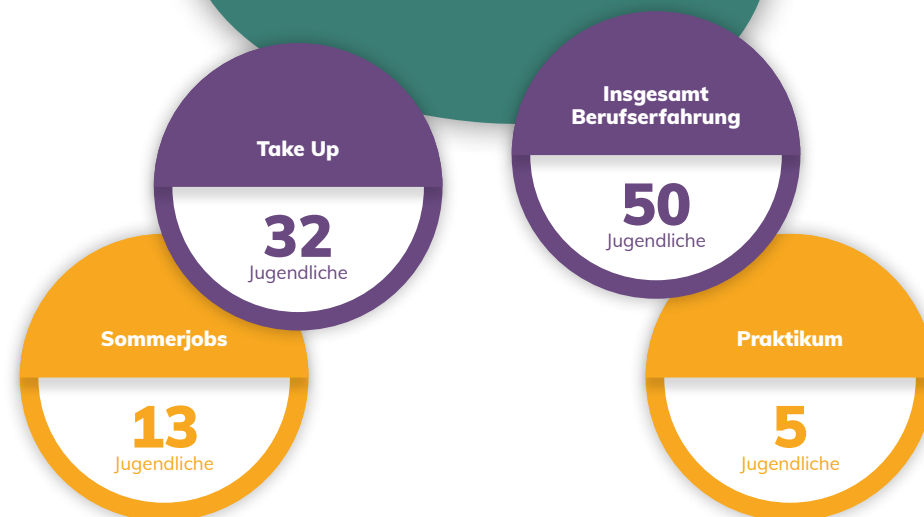 Insgesamt
Berufserfahrung
50
Jugendliche
Take Up
32
Jugendliche
Sommerjobs
13
Jugendliche
Praktikum
5
Jugendliche